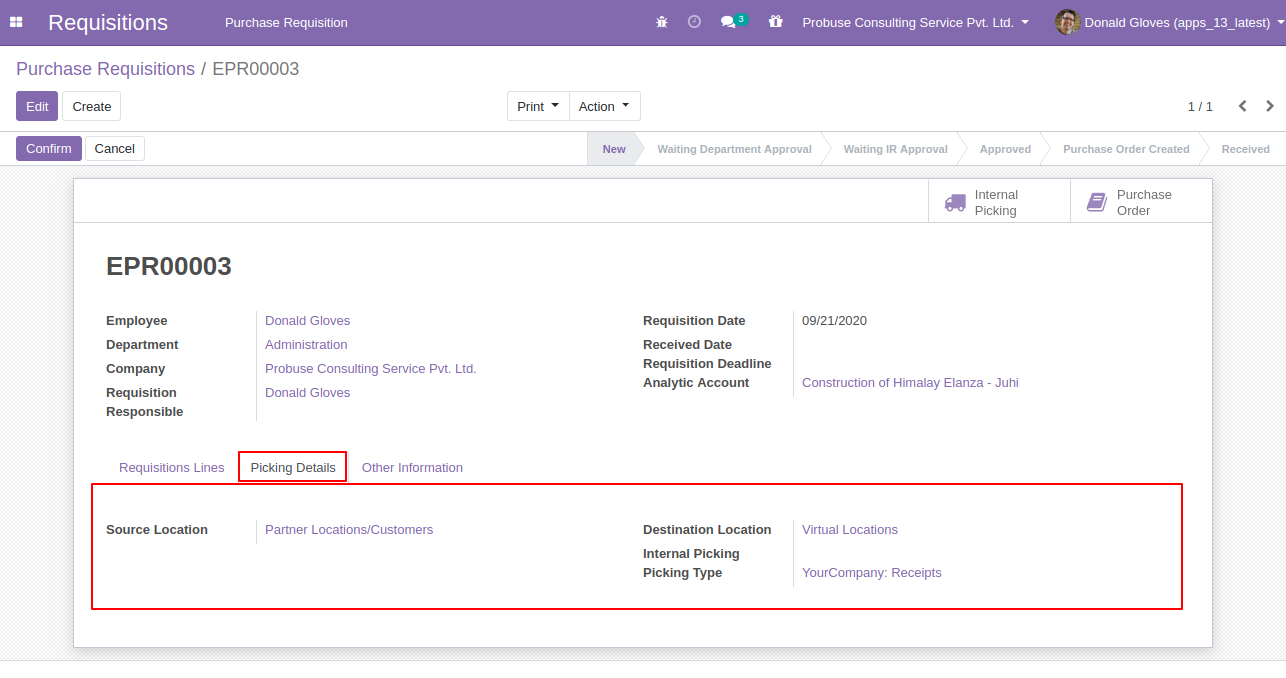 Requisitions Purchase Requisition 3 Probuse Consulting Service Pvt. Ltd. Donald Gloves (apps_13_latest)
Purchase Requisitions / EPR00003
Edit Create Print Action 1 / 1
Confirm Cancel New Waiting Department Approval Waiting IR Approval Approved Purchase Order Created Received
Internal
Picking
Purchase
Order
EPR00003
Employee Donald Gloves
Department Administration
Company Probuse Consulting Service Pvt. Ltd.
Requisition
Responsible
Donald Gloves
Requisition Date 09/21/2020
Received Date
Requisition Deadline
Analytic Account Construction of Himalay Elanza - Juhi
Requisitions Lines Picking Details Other Information
Source Location Partner Locations/Customers
Destination Location Virtual Locations
Internal Picking
Picking Type YourCompany: Receipts